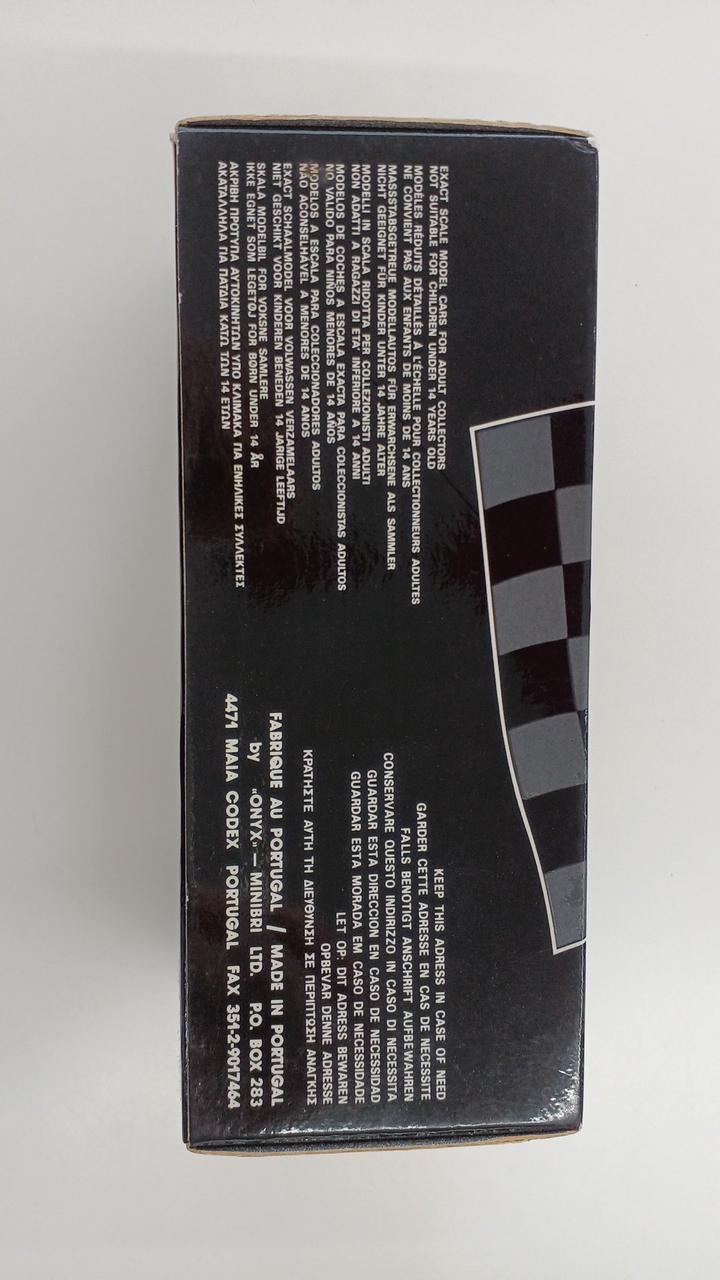 EXACT SCALE MODEL CARS FOR ADULT COLLECTORS
NOT SUITABLE FOR CHILDREN UNDER 14 YEARS OLD
MODÈLES RÉDUITS DÉTAILLÉS A L'ÉCHELLE POUR COLLECTIONNEURS ADULTES
NE CONVIENT PAS AUX ENFANTS DE MOINS DE 14 ANS
MASSSTABSGETREUE MODELLAUTOS FÜR ERWARCHSENE ALS SAMMLER
NICHT GEEIGNET FÜR KINDER UNTER 14 JAHRE ALTER
MODELLI IN SCALA RIDOTTA PER COLLEZIONISTI ADULTI
NON ADATTI A RAGAZZI DI ETA' INFERIORE A 14 ANNI
MODELOS DE COCHES A ESCALA EXACTA PARA COLECCIONISTAS ADULTOS
NO VALIDO PARA NIÑOS MENORES DE 14 AÑOS
MODELOS A ESCALA PARA COLECCIONADORES ADULTOS
NÃO ACONSELHÁVEL A MENORES DE 14 ANOS
EXACT SCHAALMODEL VOOR VOLWASSEN VERZAMELAARS
NIET GESCHIKT VOOR KINDEREN BENEDEN 14 JARIGE LEEFTIJD
SKALA MODELBIL FOR VOKSNE SAMLERE
IKKE EGNET SOM LEGETØJ FOR BØRN UNDER 14 ÅR
ΑΚΡΙΒΗ ΠΡΟΤΥΠΑ ΑΥΤΟΚΙΝΗΤΩΝ ΥΠΟ ΚΛΙΜΑΚΑ ΓΙΑ ΕΝΗΛΙΚΕΣ ΣΥΛΛΕΚΤΕΣ
ΑΚΑΤΑΛΛΗΛΑ ΓΙΑ ΠΑΙΔΙΑ ΚΑΤΩ ΤΩΝ 14 ΕΤΩΝ
KEEP THIS ADRESS IN CASE OF NEED
GARDER CETTE ADRESSE EN CAS DE NECESSITE
FALLS BENOTIGT ANSCHRIFT AUFBEWAHREN
CONSERVARE QUESTO INDIRIZZO IN CASO DI NECESSITA
GUARDAR ESTA DIRECCION EN CASO DE NECESSIDAD
GUARDAR ESTA MORADA EM CASO DE NECESSIDADE
LET OP: DIT ADRESS BEWAREN
OPBEVAR DENNE ADRESSE
ΚΡΑΤΗΣΤΕ ΑΥΤΗ ΤΗ ΔΙΕΥΘΥΝΣΗ ΣΕ ΠΕΡΙΠΤΩΣΗ ΑΝΑΓΚΗΣ
FABRIQUE AU PORTUGAL / MADE IN PORTUGAL
by "ONYX" — MINIBRI LTD. P.O. BOX 283
4471 MAIA CODEX PORTUGAL FAX 351-2-9017464